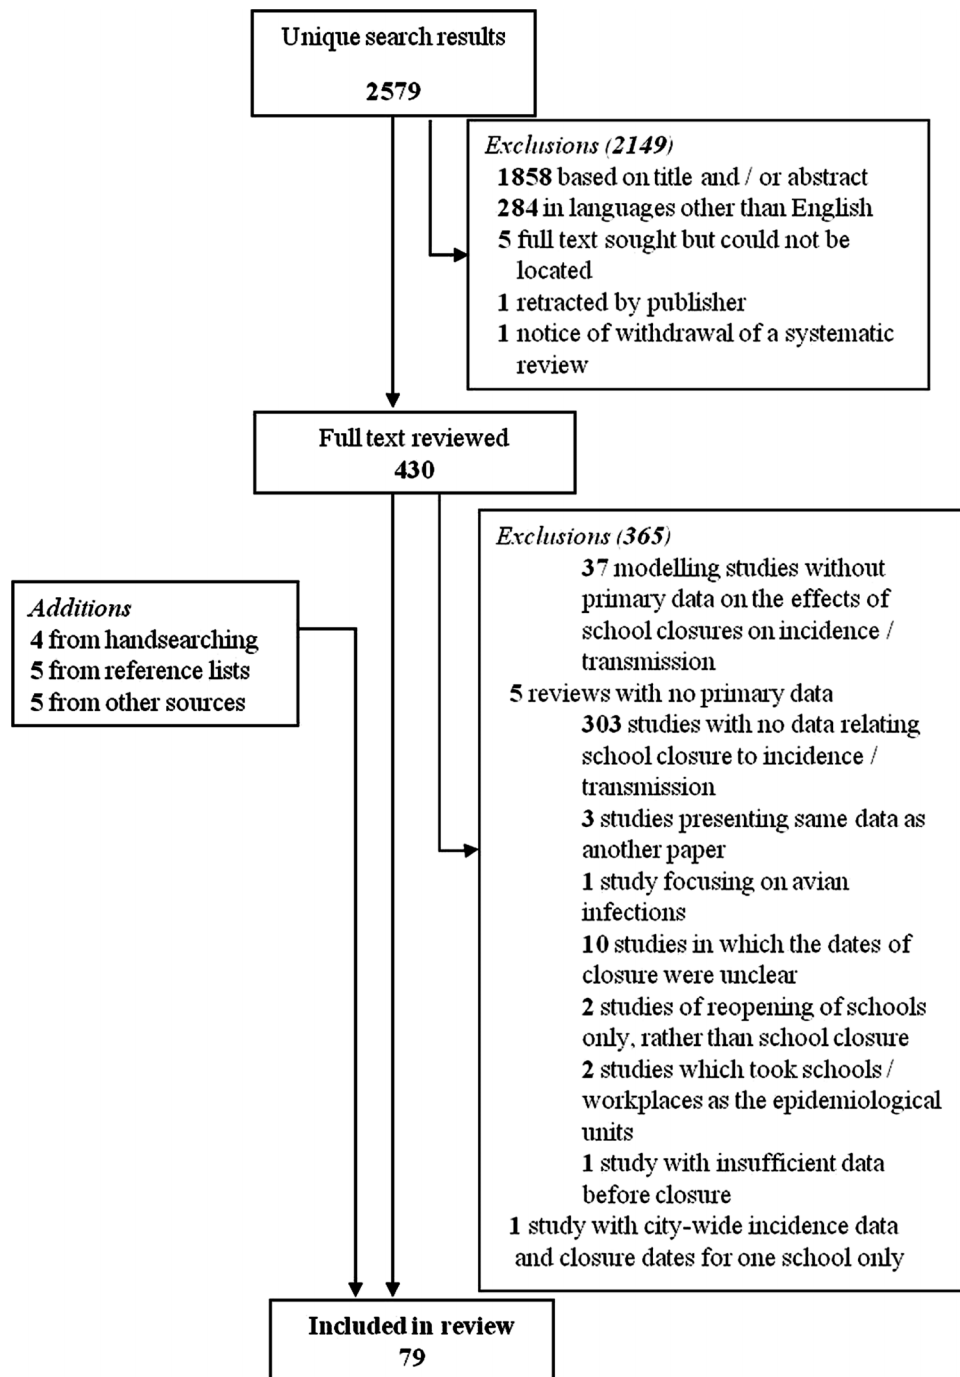 Unique search results
2579
Exclusions (2149)
1858 based on title and / or abstract
284 in languages other than English
5 full text sought but could not be
located
1 retracted by publisher
1 notice of withdrawal of a systematic
review
Full text reviewed
430
Exclusions (365)
37 modelling studies without
primary data on the effects of
school closures on incidence /
transmission
5 reviews with no primary data
303 studies with no data relating
school closure to incidence /
transmission
3 studies presenting same data as
another paper
1 study focusing on avian
infections
10 studies in which the dates of
closure were unclear
2 studies of reopening of schools
only, rather than school closure
2 studies which took schools /
workplaces as the epidemiological
units
1 study with insufficient data
before closure
1 study with city-wide incidence data
and closure dates for one school only
Additions
4 from handsearching
5 from reference lists
5 from other sources
Included in review
79